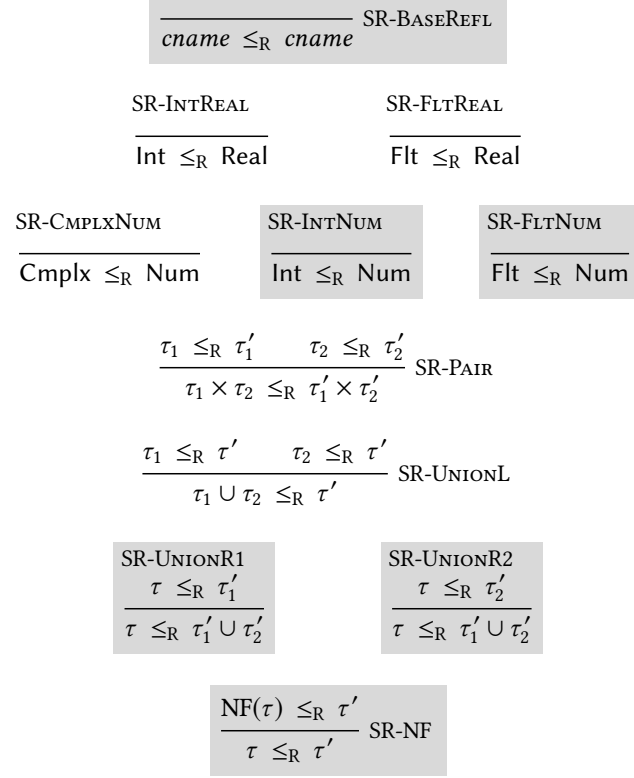 cname ≤R cname SR-BaseRefl
SR-IntReal SR-FltReal
Int ≤R Real Flt ≤R Real
SR-CmplxNum SR-IntNum SR-FltNum
Cmplx ≤R Num Int ≤R Num Flt ≤R Num
τ1 ≤R τ1′ τ2 ≤R τ2′
SR-Pair
τ1 × τ2 ≤R τ1′ × τ2′
τ1 ≤R τ′ τ2 ≤R τ′
SR-UnionL
τ1 ∪ τ2 ≤R τ′
SR-UnionR1 SR-UnionR2
τ ≤R τ1′ τ ≤R τ2′
τ ≤R τ1′ ∪ τ2′ τ ≤R τ1′ ∪ τ2′
NF(τ) ≤R τ′
SR-NF
τ ≤R τ′